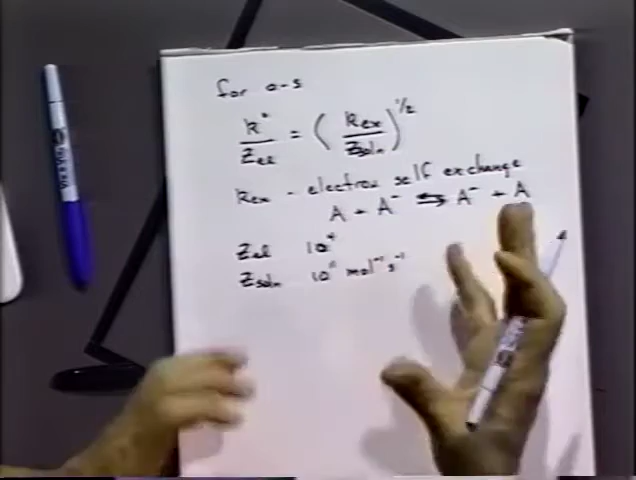 for o-s
k° / Zel = ( kex / Zsoln )^1/2
kex - electron self exchange
A + A⁻ ⇆ A⁻ + A
Zel 10⁴
Zsoln 10¹¹ mol⁻¹ s⁻¹